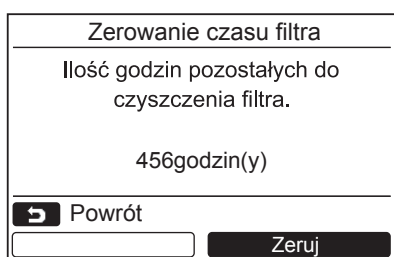 Zerowanie czasu filtra
Ilość godzin pozostałych do
czyszczenia filtra.
456godzin(y)
Powrót
Zeruj